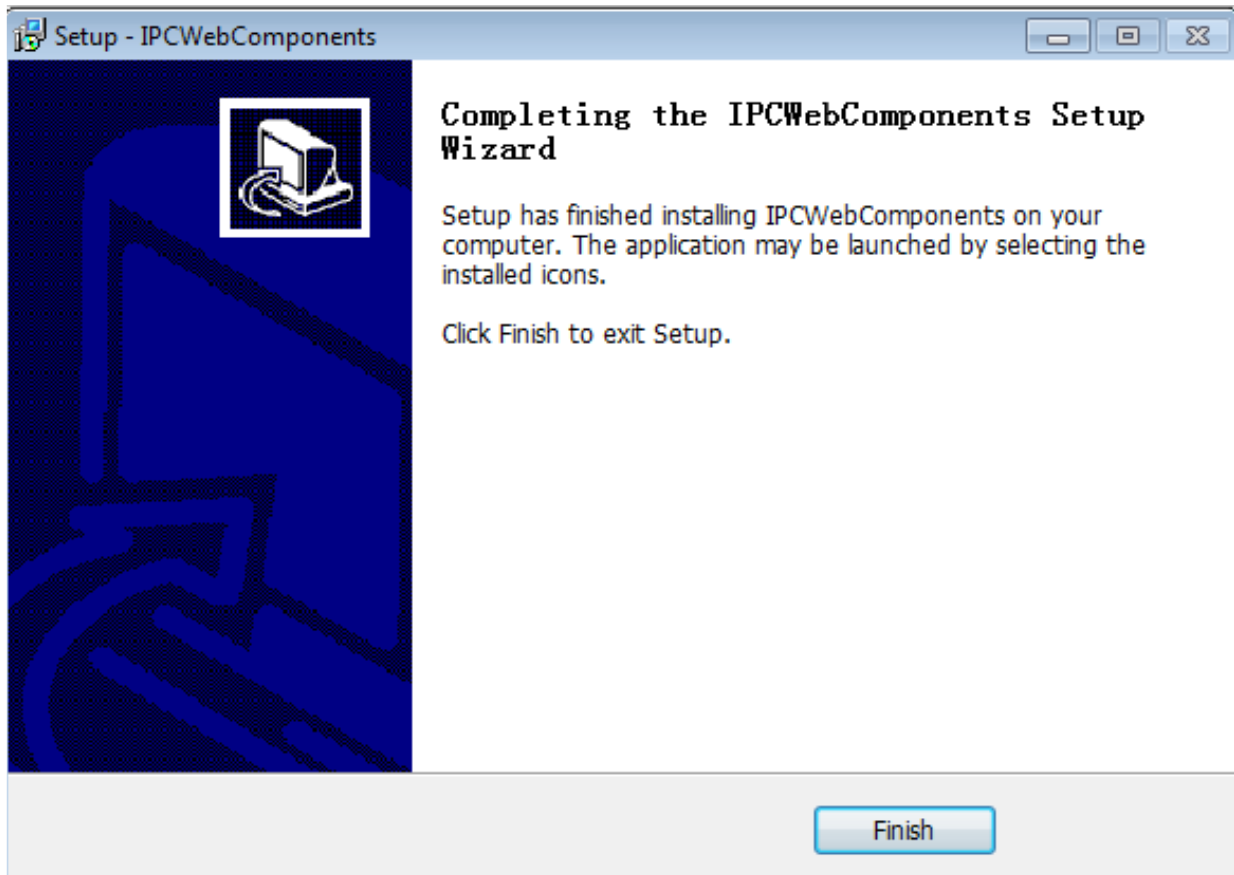 Setup - IPCWebComponents
Completing the IPCWebComponents Setup
Wizard
Setup has finished installing IPCWebComponents on your
computer. The application may be launched by selecting the
installed icons.
Click Finish to exit Setup.
Finish